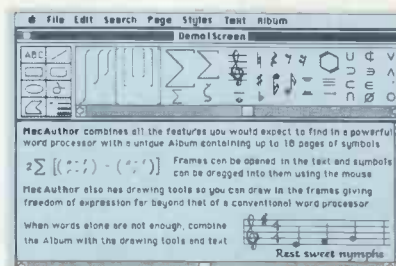 File Edit Search Page Styles Text Album
Demo1Screen
ABC
MacAuthor combines all the features you would expect to find in a powerful
word processor with a unique Album containing up to 18 pages of symbols
Frames can be opened in the text and symbols
can be dragged into them using the mouse
MacAuthor also has drawing tools so you can draw in the frames giving
freedom of expression far beyond that of a conventional word processor
When words alone are not enough, combine
the Album with the drawing tools and text
Rest sweet nymphs